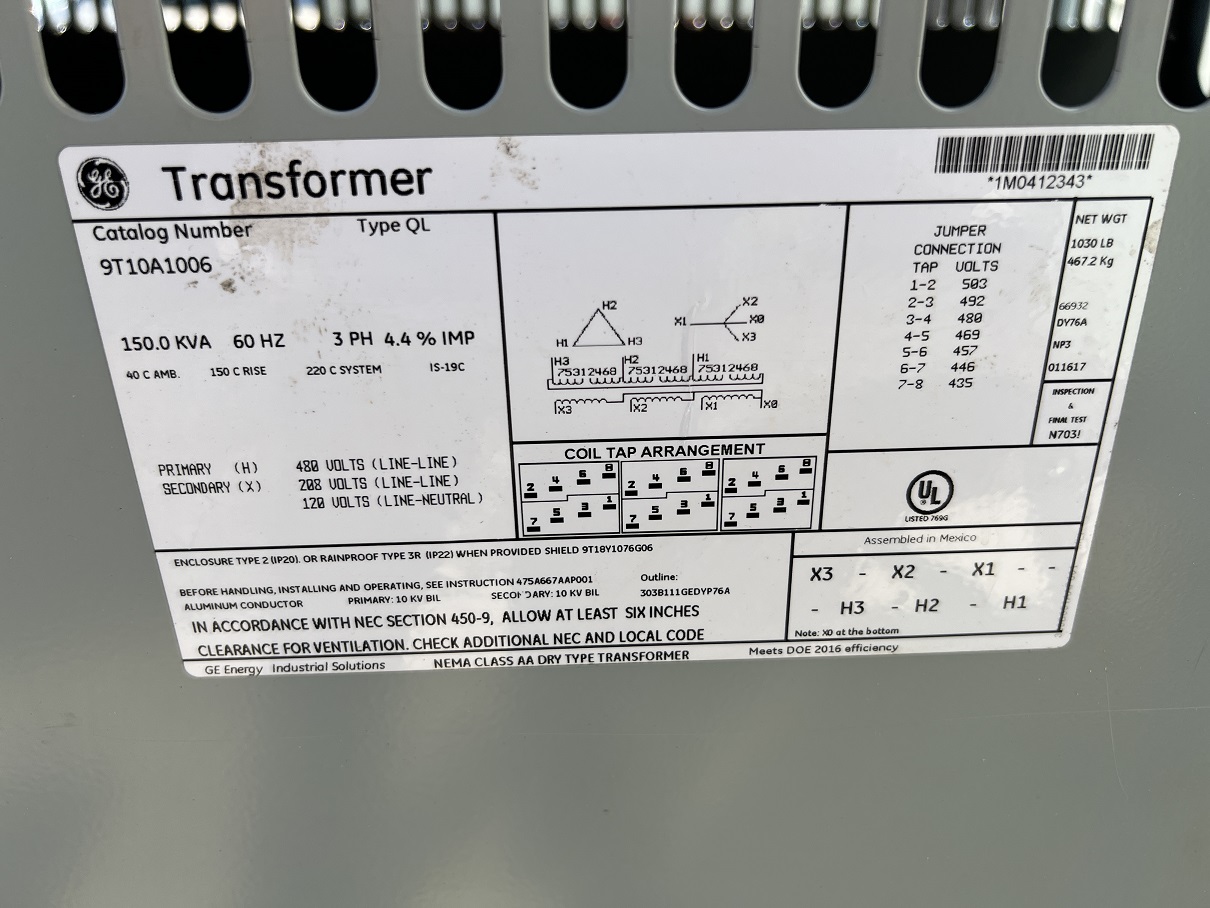 GE Transformer
*1M0412343*
Catalog Number Type QL
9T10A1006
150.0 KVA 60 HZ 3 PH 4.4 % IMP
40 C AMB. 150 C RISE 220 C SYSTEM IS-19C
PRIMARY (H) 480 VOLTS (LINE-LINE)
SECONDARY (X) 208 VOLTS (LINE-LINE)
120 VOLTS (LINE-NEUTRAL)
H2
H1 H3
X2
X1 X0
X3
H3 H2 H1
75312468 75312468 75312468
X3 X2 X1 X0
COIL TAP ARRANGEMENT
2 4 6 8 2 4 6 8 2 4 6 8
7 5 3 1 7 5 3 1 7 5 3 1
JUMPER
CONNECTION
TAP VOLTS
1-2 503
2-3 492
3-4 480
4-5 469
5-6 457
6-7 446
7-8 435
NET WGT
1030 LB
467.2 Kg
66932
DY76A
NP3
011617
INSPECTION
&
FINAL TEST
N703!
UL
LISTED 769G
ENCLOSURE TYPE 2 (IP20). OR RAINPROOF TYPE 3R (IP22) WHEN PROVIDED SHIELD 9T18Y1076G06
BEFORE HANDLING, INSTALLING AND OPERATING, SEE INSTRUCTION 475A667AAP001 Outline:
ALUMINUM CONDUCTOR PRIMARY: 10 KV BIL SECONDARY: 10 KV BIL 303B111GEDYP76A
IN ACCORDANCE WITH NEC SECTION 450-9, ALLOW AT LEAST SIX INCHES
CLEARANCE FOR VENTILATION. CHECK ADDITIONAL NEC AND LOCAL CODE
Assembled in Mexico
X3 - X2 - X1 - -
- H3 - H2 - H1
Note: X0 at the bottom
GE Energy Industrial Solutions NEMA CLASS AA DRY TYPE TRANSFORMER Meets DOE 2016 efficiency